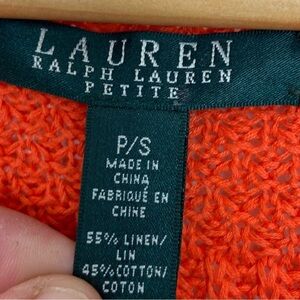 LAUREN
RALPH LAUREN
PETITE
P/S
MADE IN
CHINA
FABRIQUÉ EN
CHINE
55% LINEN/
LIN
45% COTTON/
COTON